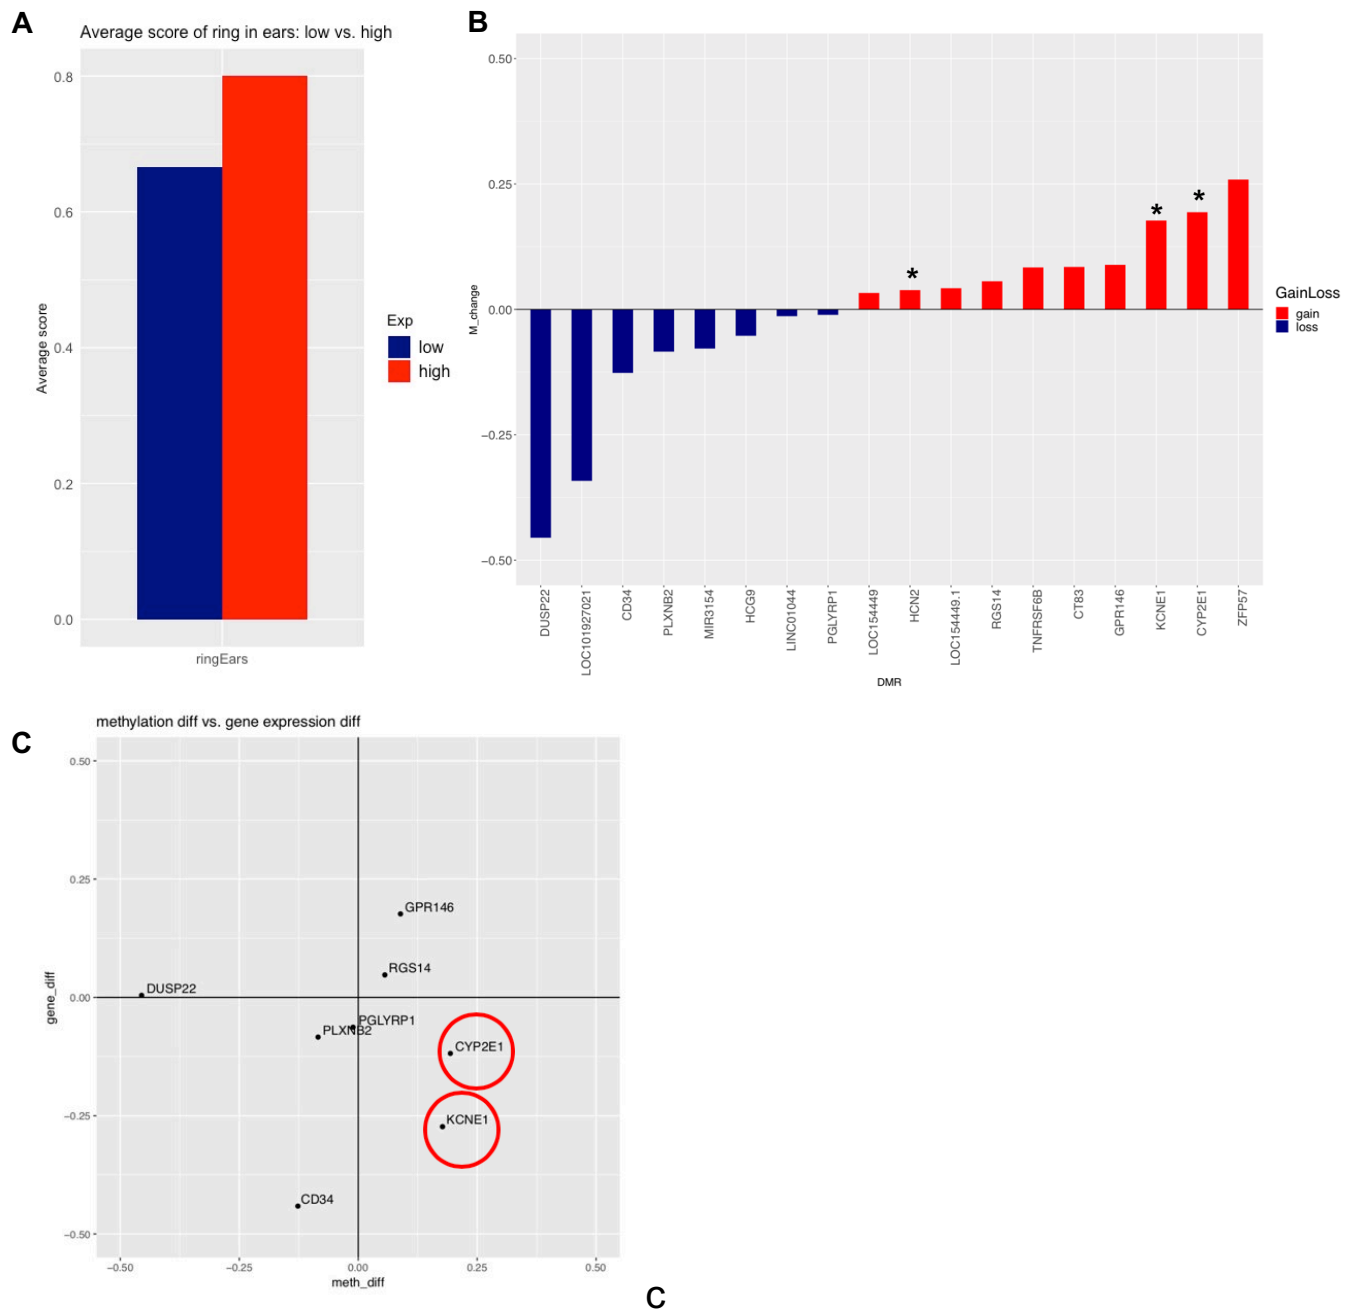 A
Average score of ring in ears: low vs. high
0.8
0.6
0.4
0.2
0.0
Average score
ringEars
Exp
low
high
B
0.50
0.25
0.00
−0.25
−0.50
M_change
*
*
*
DUSP22
LOC101927021
CD34
PLXNB2
MIR3154
HCG9
LINC01044
PGLYRP1
LOC154449
HCN2
LOC154449.1
RGS14
TNFRSF6B
CT83
GPR146
KCNE1
CYP2E1
ZFP57
DMR
GainLoss
gain
loss
C
methylation diff vs. gene expression diff
0.50
0.25
0.00
−0.25
−0.50
gene_diff
GPR146
RGS14
DUSP22
PGLYRP1
PLXNB2
CYP2E1
KCNE1
CD34
−0.50
−0.25
0.00
0.25
0.50
meth_diff
C